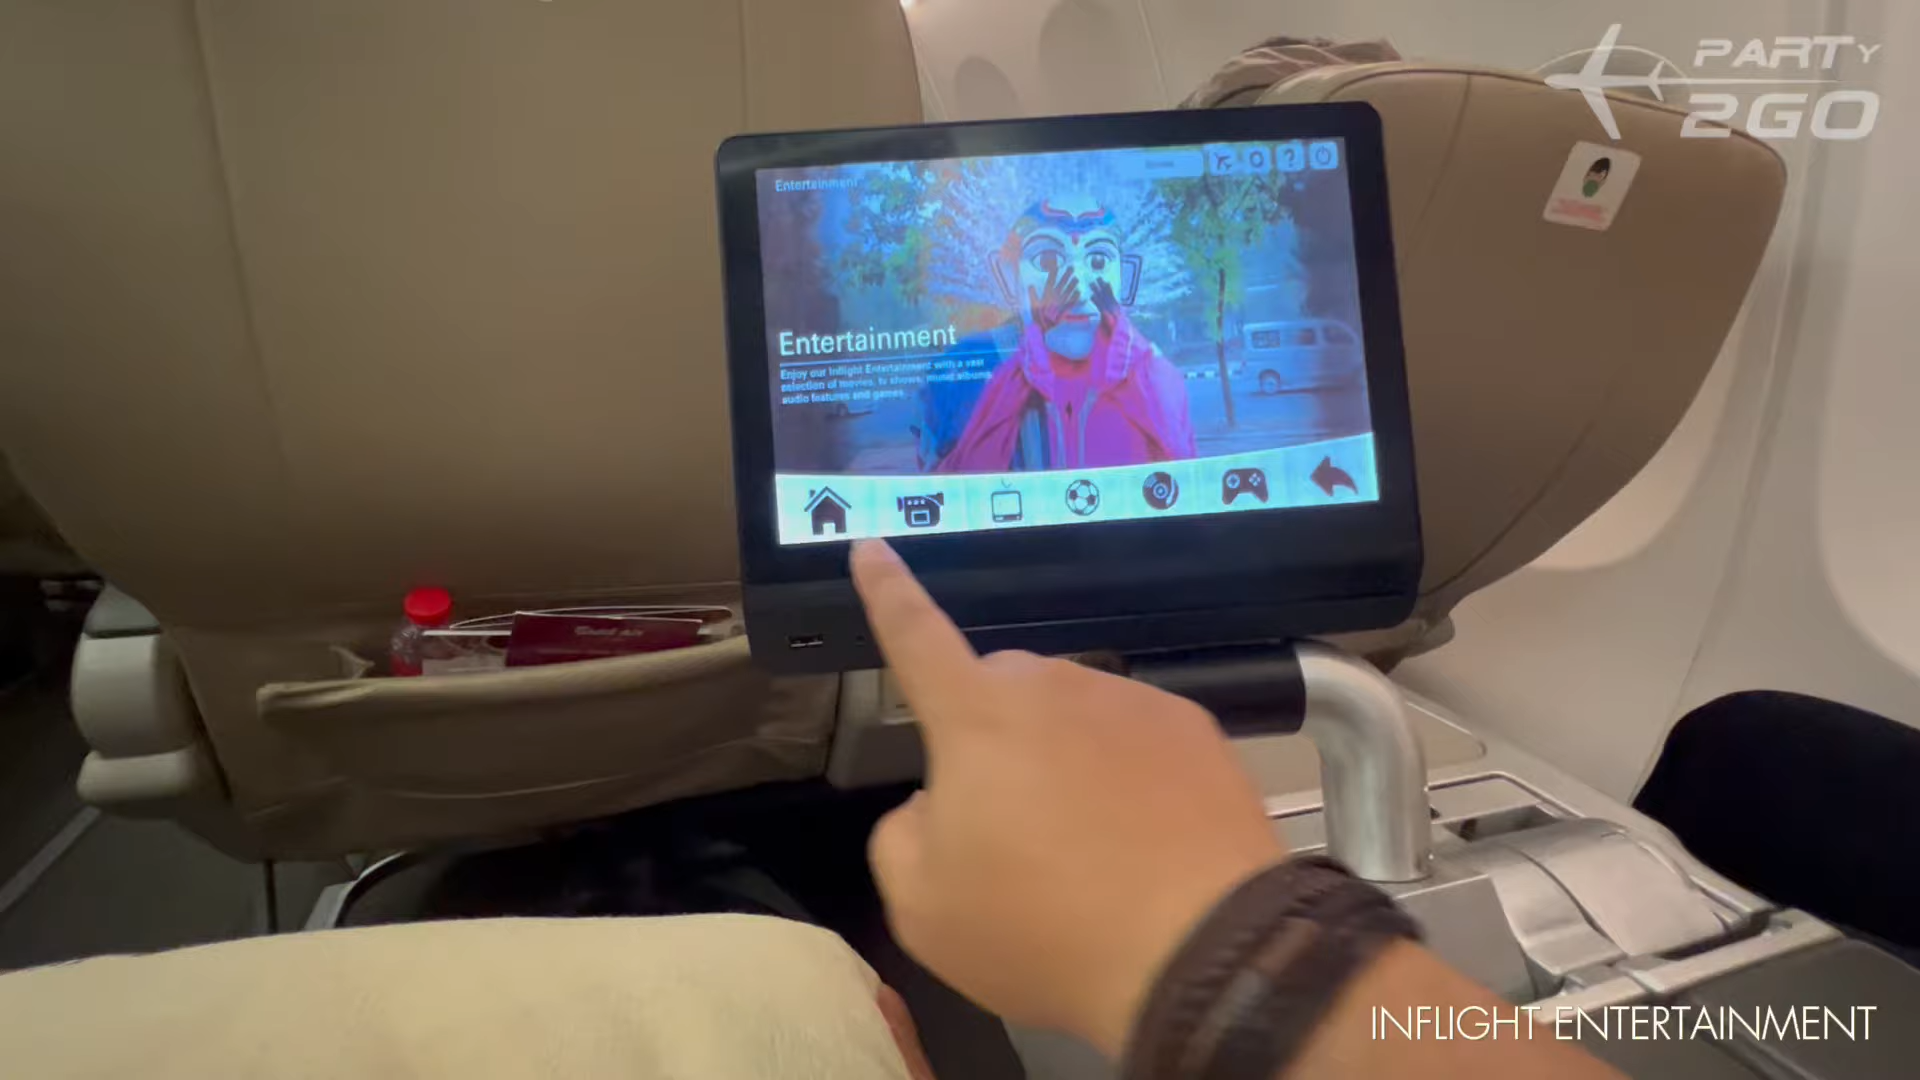 PARTY
2GO
Entertainment
Entertainment
Enjoy our Inflight Entertainment with a vast
selection of movies, tv shows, music albums,
audio features and games.
?
INFLIGHT ENTERTAINMENT